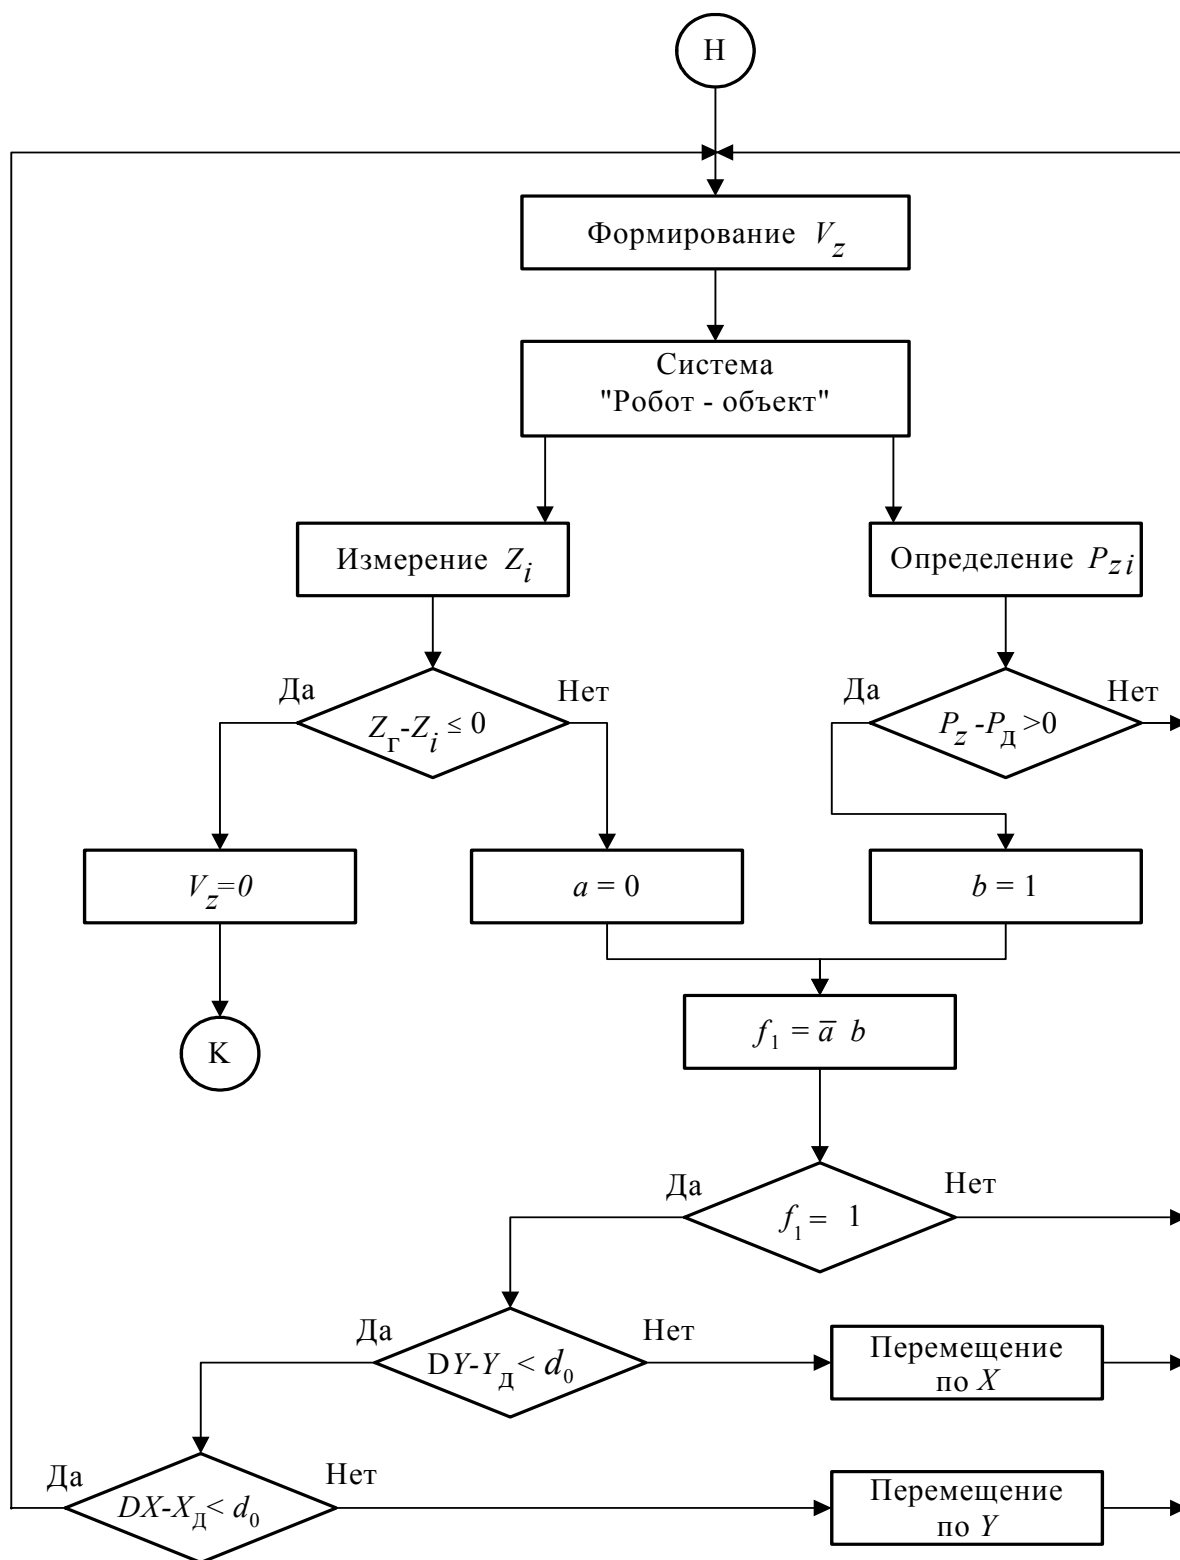 Н
Формирование V_z
Система
"Робот - объект"
Измерение Z_i
Определение P_zi
Да
Нет
Z_г-Z_i ≤ 0
Да
Нет
P_z -P_д >0
V_z=0
a = 0
b = 1
К
f_1 = a̅ b
Да
Нет
f_1 = 1
Да
Нет
DY-Y_д < d_0
Перемещение
по X
Да
Нет
DX-X_д < d_0
Перемещение
по Y